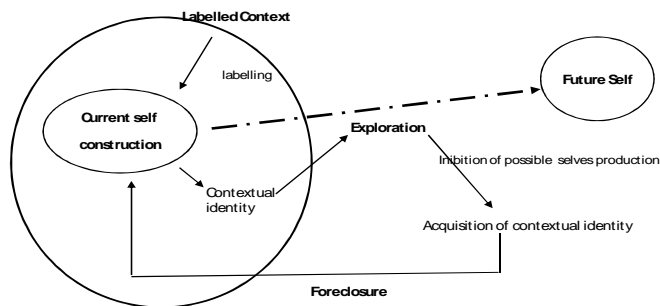 Labelled Context
labelling
Future Self
Current self
construction
Exploration
Inibition of possible selves production
Contextual
identity
Acquisition of contextual identity
Foreclosure